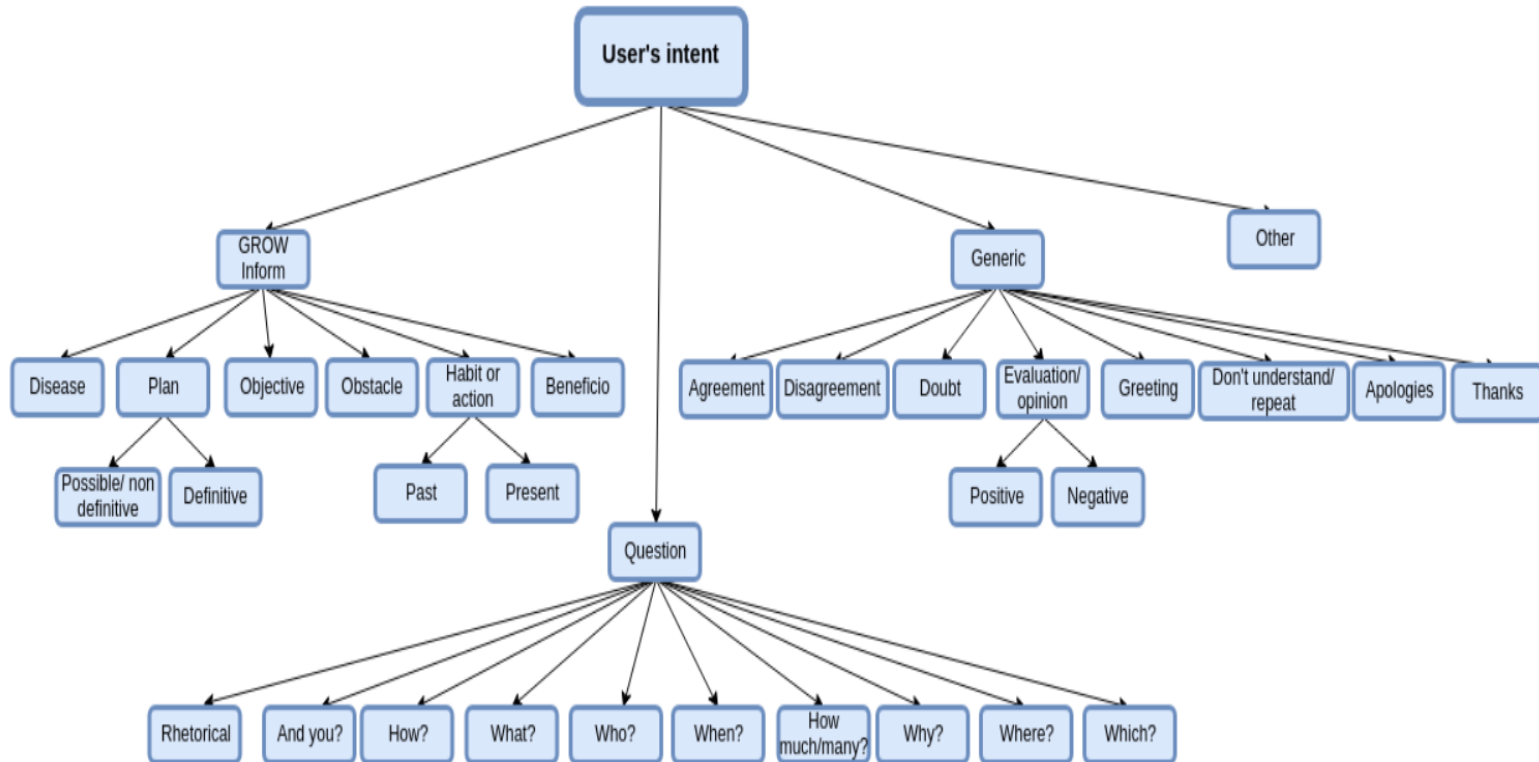 User's intent
GROW
Inform
Generic
Other
Disease
Plan
Objective
Obstacle
Habit or
action
Beneficio
Agreement
Disagreement
Doubt
Evaluation/
opinion
Greeting
Don't understand/
repeat
Apologies
Thanks
Possible/ non
definitive
Definitive
Past
Present
Positive
Negative
Question
Rhetorical
And you?
How?
What?
Who?
When?
How
much/many?
Why?
Where?
Which?